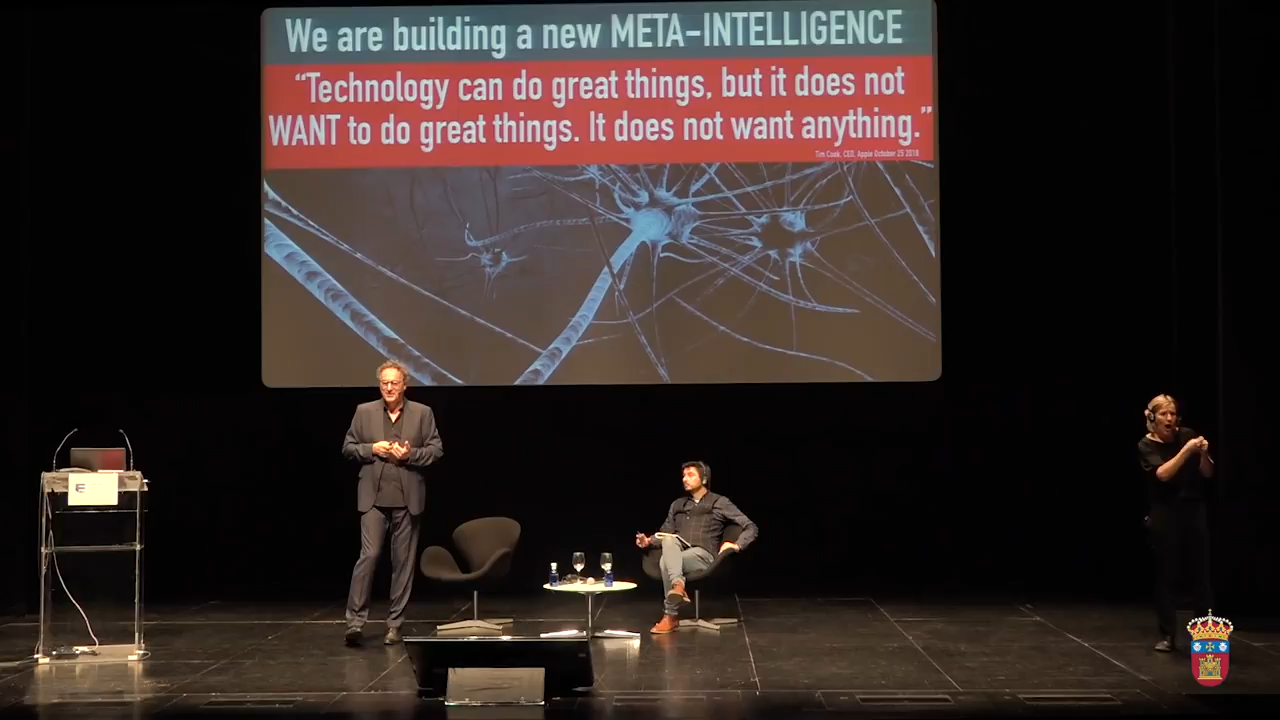 We are building a new META-INTELLIGENCE
“Technology can do great things, but it does not
WANT to do great things. It does not want anything.”
Tim Cook, CEO, Apple October 25 2018